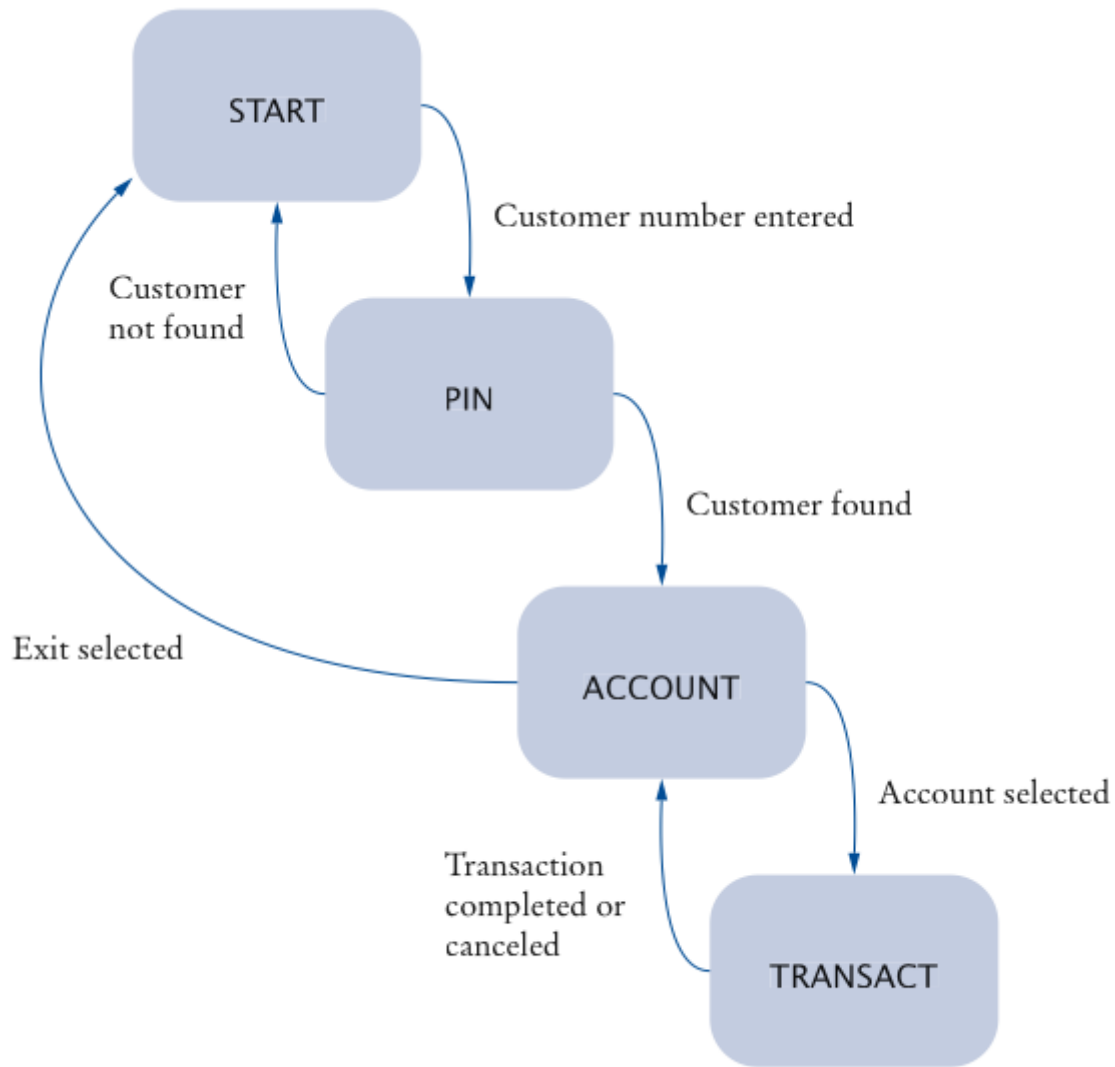 START
Customer number entered
Customer
not found
PIN
Customer found
Exit selected
ACCOUNT
Account selected
Transaction
completed or
canceled
TRANSACT